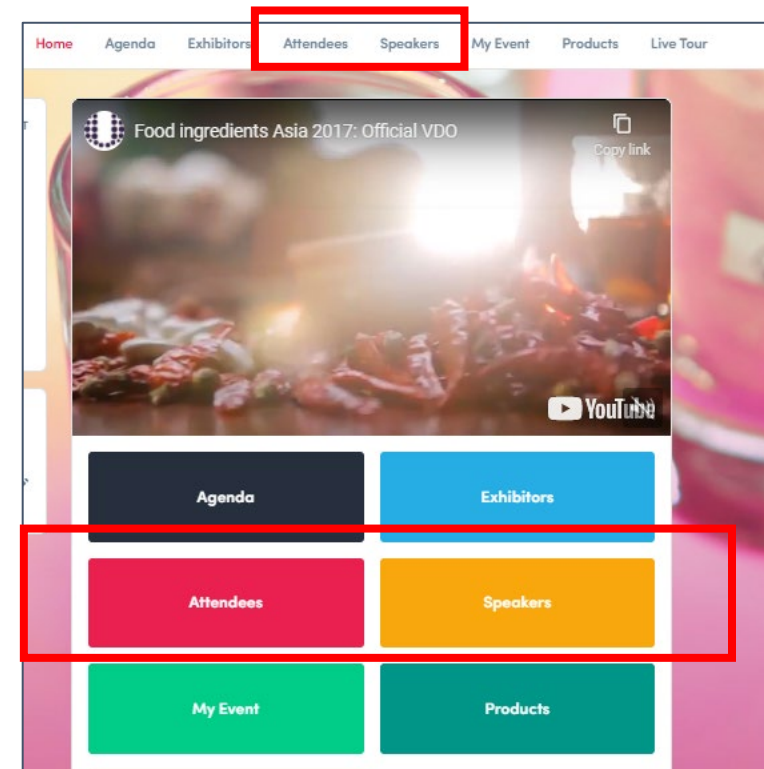 Home Agenda Exhibitors Attendees Speakers My Event Products Live Tour
Food ingredients Asia 2017: Official VDO
Copy link
YouTube
Agenda Exhibitors
Attendees Speakers
My Event Products